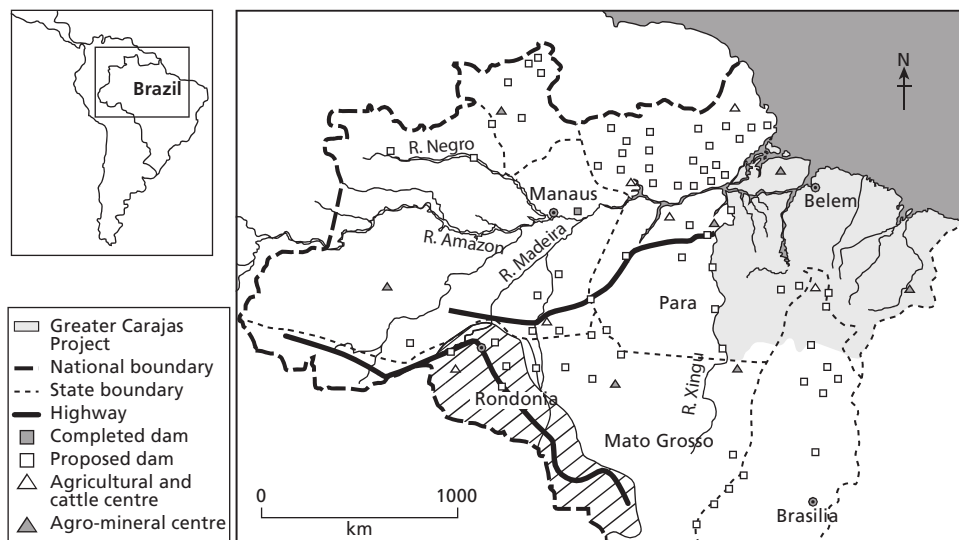 Brazil
Greater Carajas
Project
National boundary
State boundary
Highway
Completed dam
Proposed dam
Agricultural and
cattle centre
Agro-mineral centre
N
R. Negro
Manaus
Belem
R. Amazon
R. Madeira
Para
R. Xingu
Rondonia
Mato Grosso
Brasilia
0 1000
km